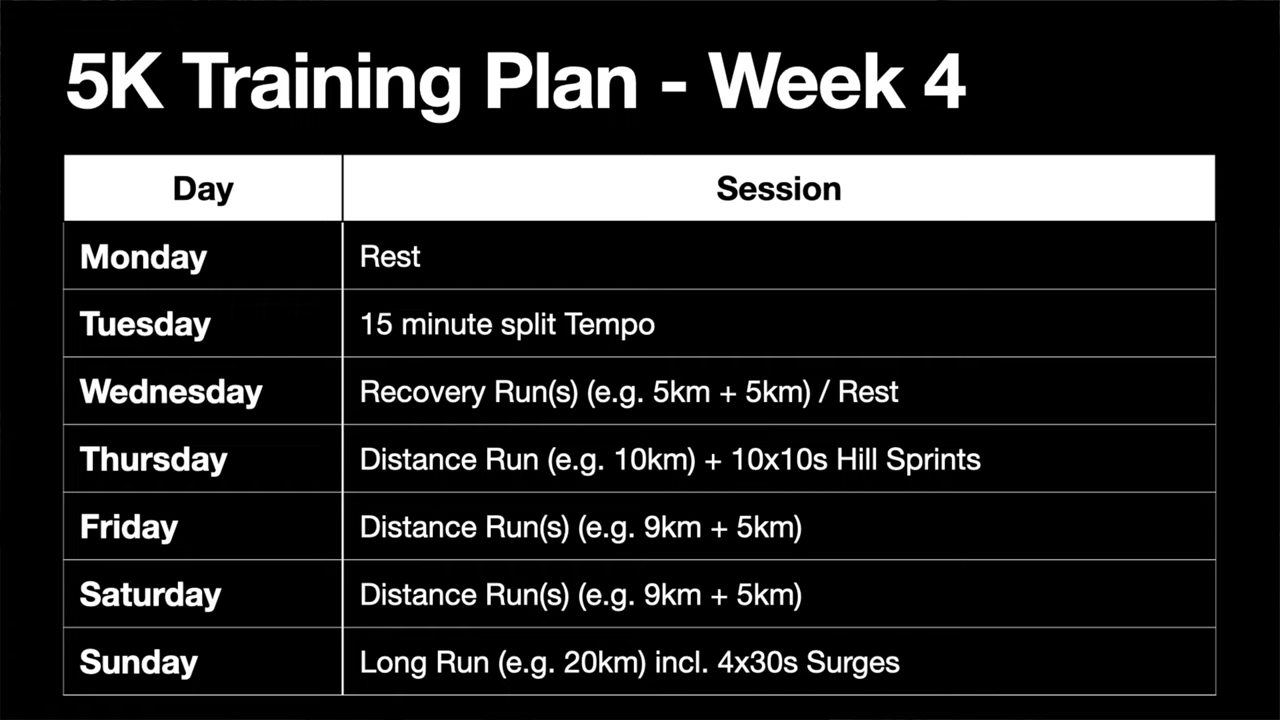 5K Training Plan - Week 4
Day Session
Monday Rest
Tuesday 15 minute split Tempo
Wednesday Recovery Run(s) (e.g. 5km + 5km) / Rest
Thursday Distance Run (e.g. 10km) + 10x10s Hill Sprints
Friday Distance Run(s) (e.g. 9km + 5km)
Saturday Distance Run(s) (e.g. 9km + 5km)
Sunday Long Run (e.g. 20km) incl. 4x30s Surges